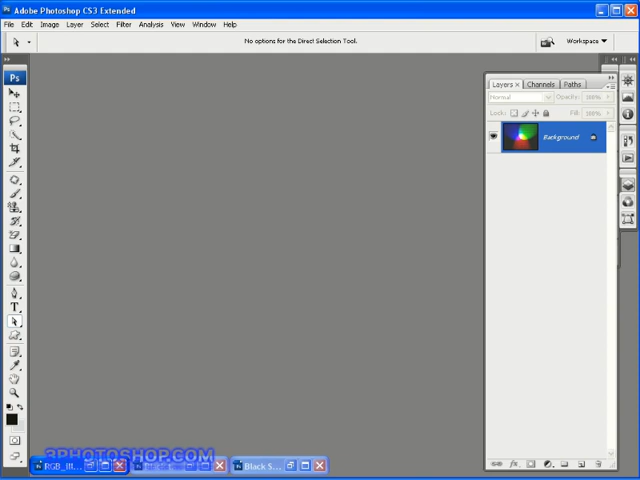 Adobe Photoshop CS3 Extended
File Edit Image Layer Select Filter Analysis View Window Help
No options for the Direct Selection Tool.
Workspace
Ps
Layers Channels Paths
Normal Opacity: 100%
Lock: Fill: 100%
Background
T
3PHOTOSHOP.COM
RGB_Ill...
Black S...